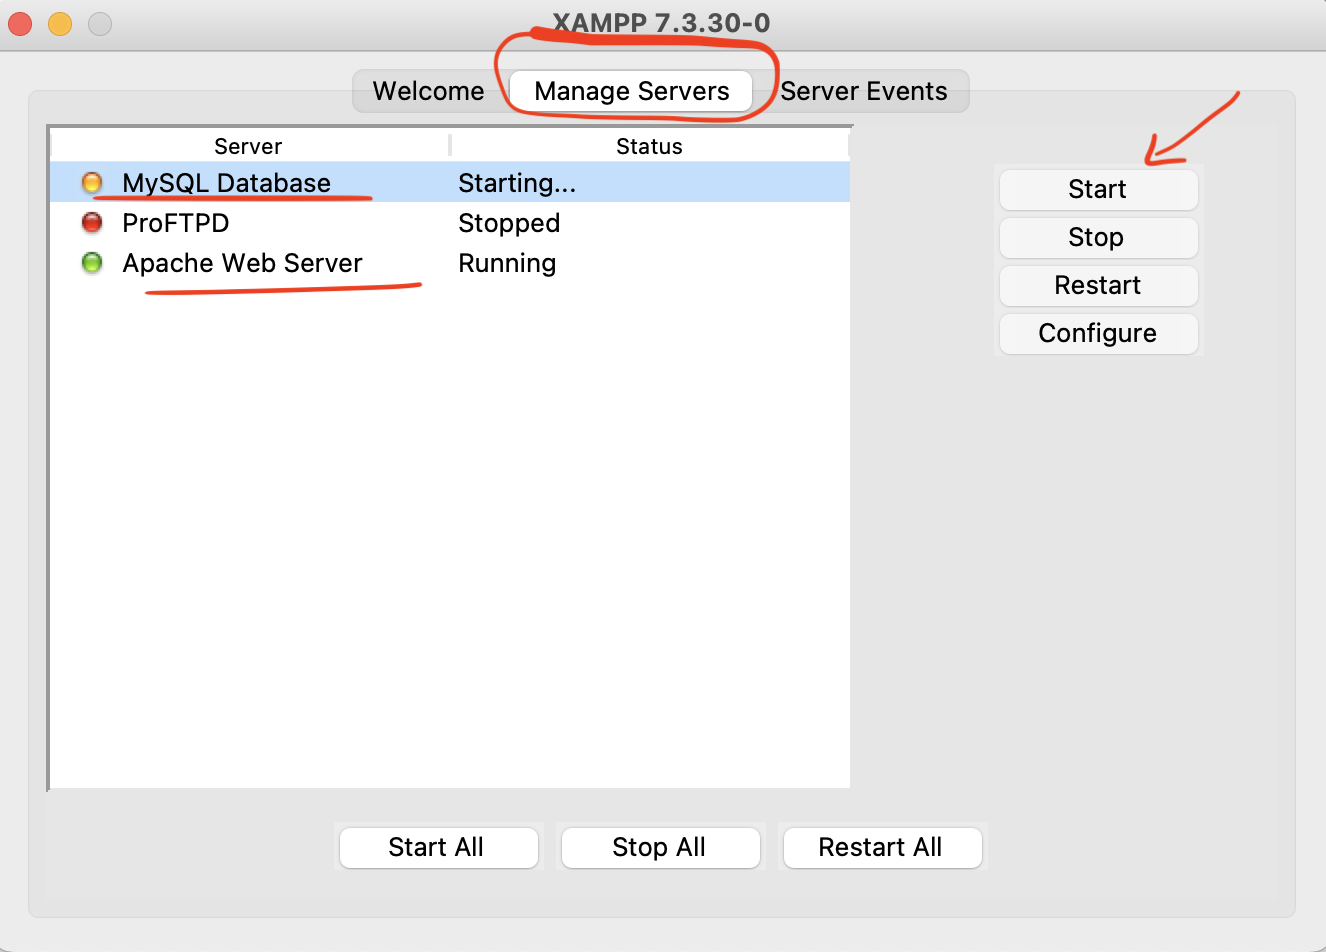 XAMPP 7.3.30-0
Welcome Manage Servers Server Events
Server Status
MySQL Database Starting...
ProFTPD Stopped
Apache Web Server Running
Start
Stop
Restart
Configure
Start All Stop All Restart All